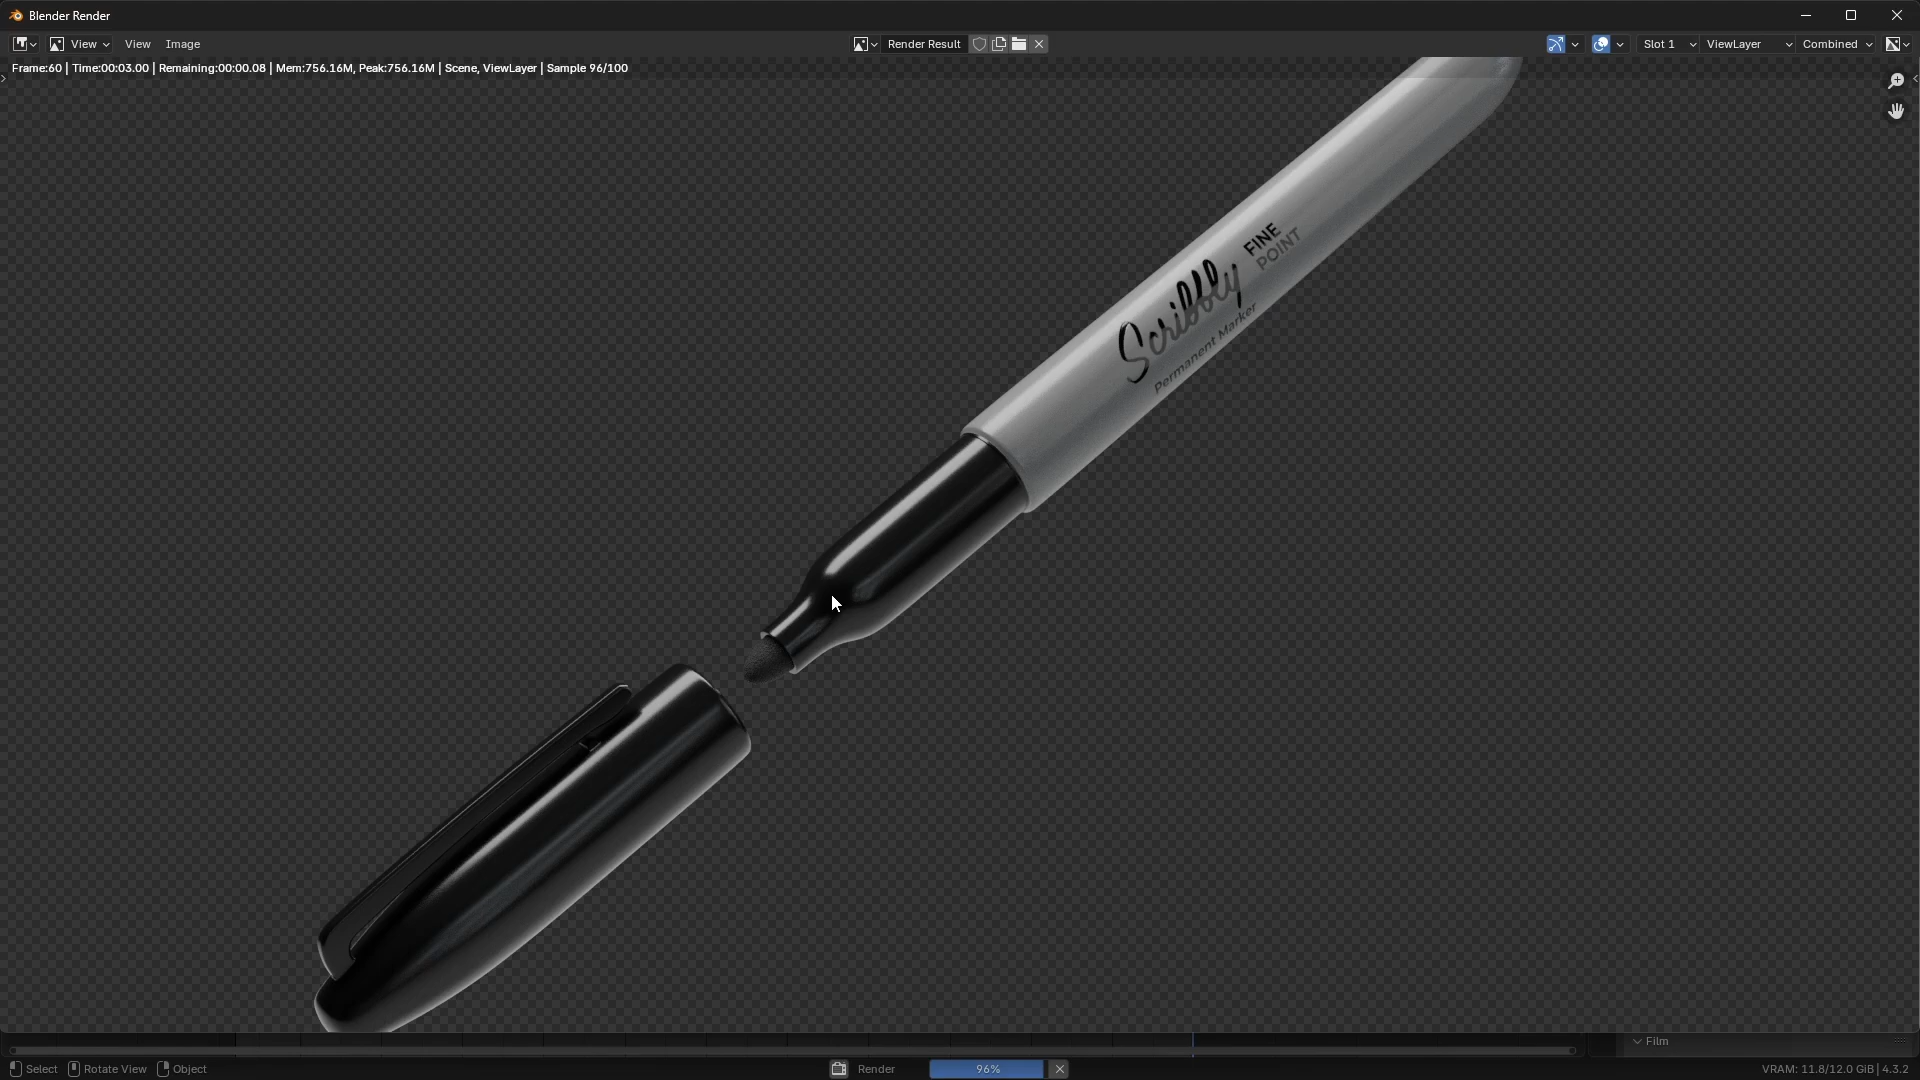 Blender Render
View View Image Render Result Slot 1 ViewLayer Combined
Frame:60 | Time:00:03.00 | Remaining:00:00.08 | Mem:756.16M, Peak:756.16M | Scene, ViewLayer | Sample 96/100
FINE
POINT
Scribbly
Permanent Marker
Film
Select Rotate View Object Render 96% VRAM: 11.8/12.0 GiB | 4.3.2